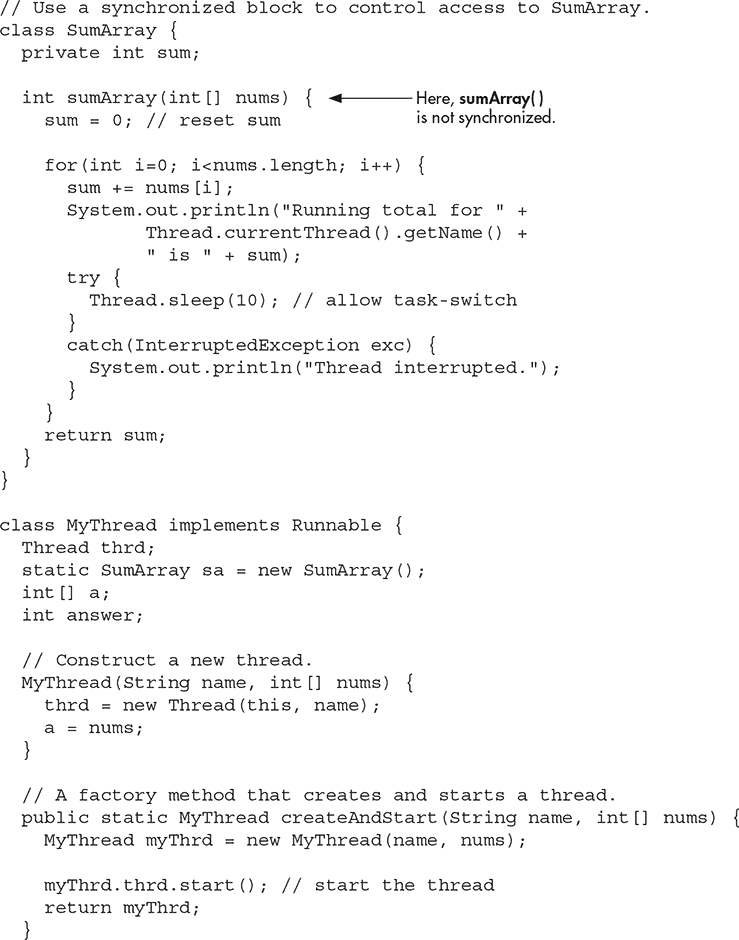 // Use a synchronized block to control access to SumArray.
class SumArray {
  private int sum;

  int sumArray(int[] nums) {
Here, sumArray( )
is not synchronized.
    sum = 0; // reset sum

    for(int i=0; i<nums.length; i++) {
      sum += nums[i];
      System.out.println("Running total for " +
             Thread.currentThread().getName() +
             " is " + sum);
      try {
        Thread.sleep(10); // allow task-switch
      }
      catch(InterruptedException exc) {
        System.out.println("Thread interrupted.");
      }
    }
    return sum;
  }
}

class MyThread implements Runnable {
  Thread thrd;
  static SumArray sa = new SumArray();
  int[] a;
  int answer;

  // Construct a new thread.
  MyThread(String name, int[] nums) {
    thrd = new Thread(this, name);
    a = nums;
  }

  // A factory method that creates and starts a thread.
  public static MyThread createAndStart(String name, int[] nums) {
    MyThread myThrd = new MyThread(name, nums);

    myThrd.thrd.start(); // start the thread
    return myThrd;
  }